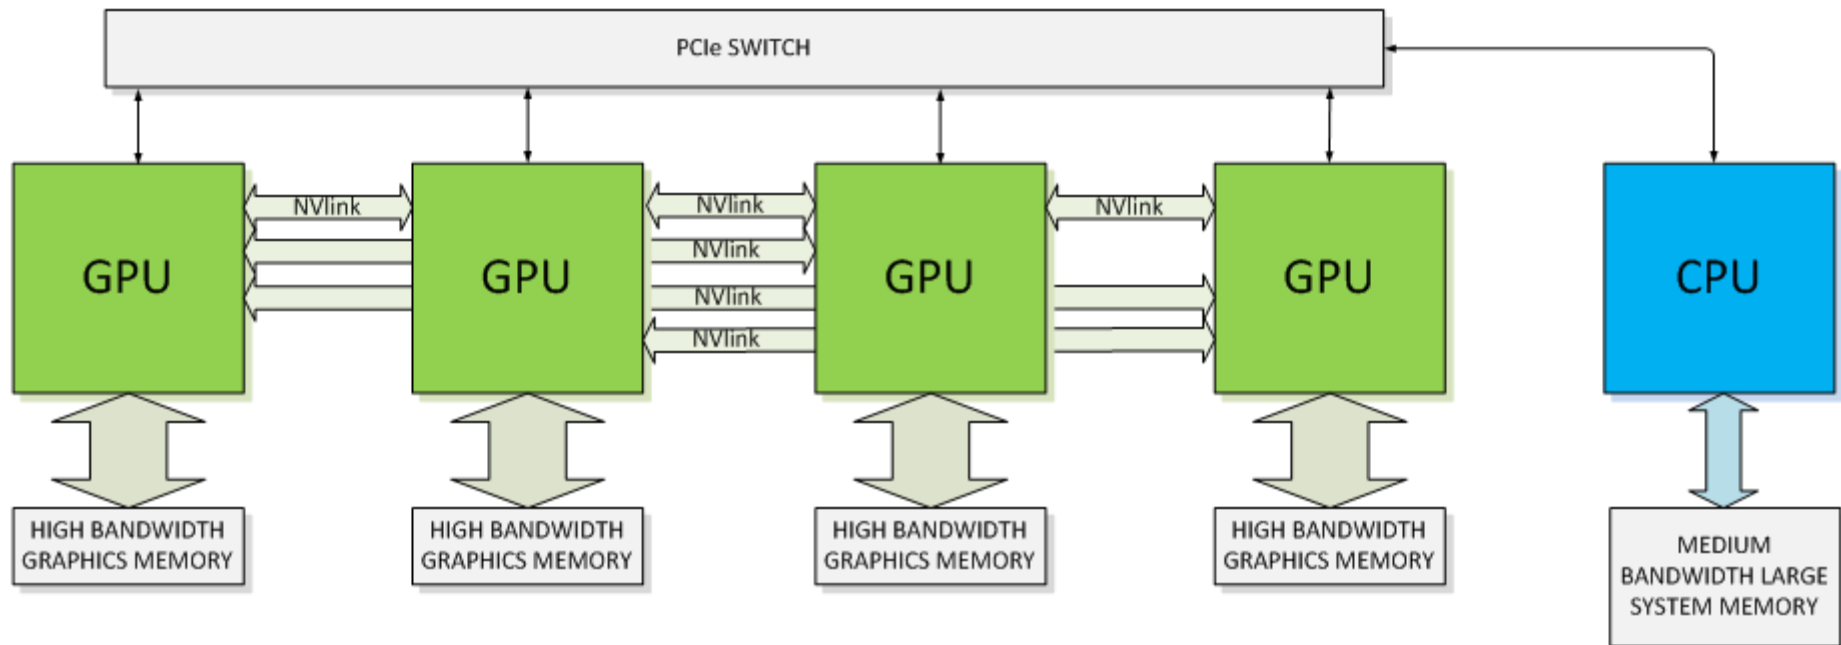 PCIe SWITCH
NVlink
NVlink
NVlink
NVlink
NVlink
NVlink
GPU
GPU
GPU
GPU
CPU
HIGH BANDWIDTH
GRAPHICS MEMORY
HIGH BANDWIDTH
GRAPHICS MEMORY
HIGH BANDWIDTH
GRAPHICS MEMORY
HIGH BANDWIDTH
GRAPHICS MEMORY
MEDIUM
BANDWIDTH LARGE
SYSTEM MEMORY